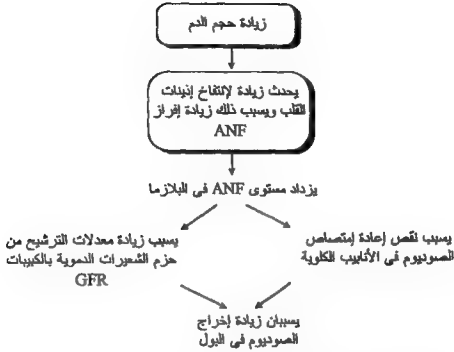 زيادة حجم الدم
يحدث زيادة لإنتفاخ إذينات
القلب ويسبب ذلك زيادة إفراز
ANF
يزداد مستوى ANF فى البلازما
يسبب نقص إعادة إمتصاص
الصوديوم فى الأنابيب الكلوية
يسبب زيادة معدلات الترشيح من
حزم الشعيرات الدموية بالكبيبات
GFR
يسببان زيادة إخراج
الصوديوم فى البول